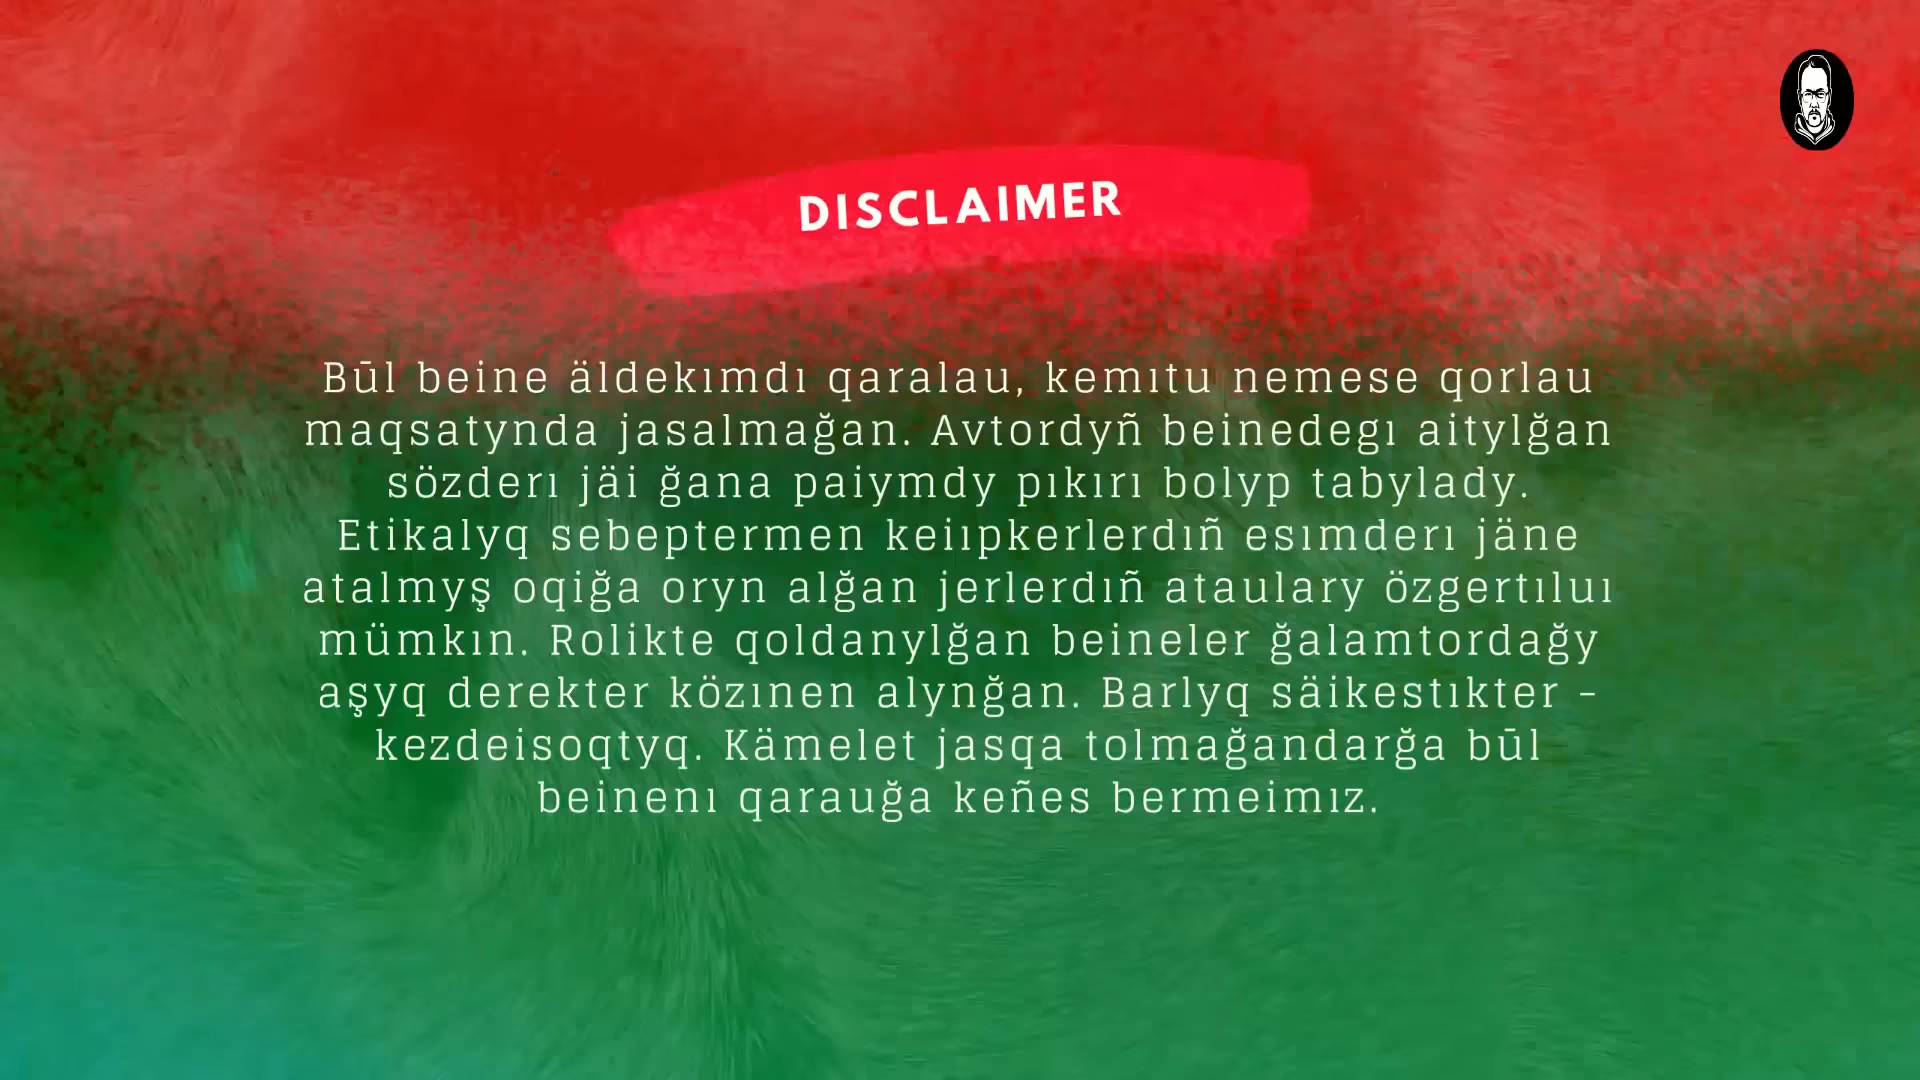 DISCLAIMER
Būl beine äldekımdı qaralau, kemıtu nemese qorlau
maqsatynda jasalmağan. Avtordyñ beinedegı aitylğan
sözderı jäi ğana paiymdy pıkırı bolyp tabylady.
Etikalyq sebeptermen keiıpkerlerdıñ esımderı jäne
atalmyş oqiğa oryn alğan jerlerdıñ ataulary özgertıluı
mümkın. Rolikte qoldanylğan beineler ğalamtordağy
aşyq derekter közınen alynğan. Barlyq säikestıkter –
kezdeisoqtyq. Kämelet jasqa tolmağandarğa būl
beinenı qarauğa keñes bermeimız.